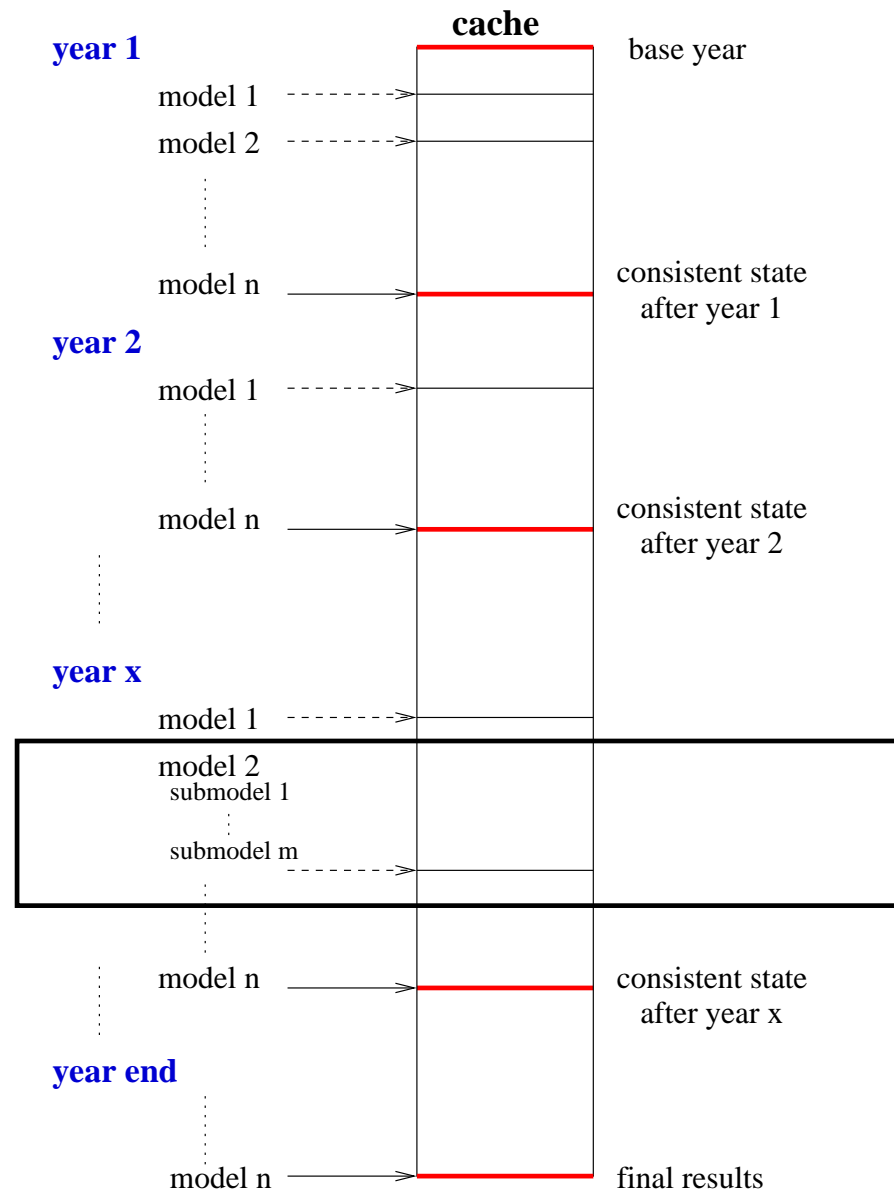 cache
year 1
base year
model 1
model 2
model n
consistent state
after year 1
year 2
model 1
model n
consistent state
after year 2
year x
model 1
model 2
submodel 1
submodel m
model n
consistent state
after year x
year end
model n
final results